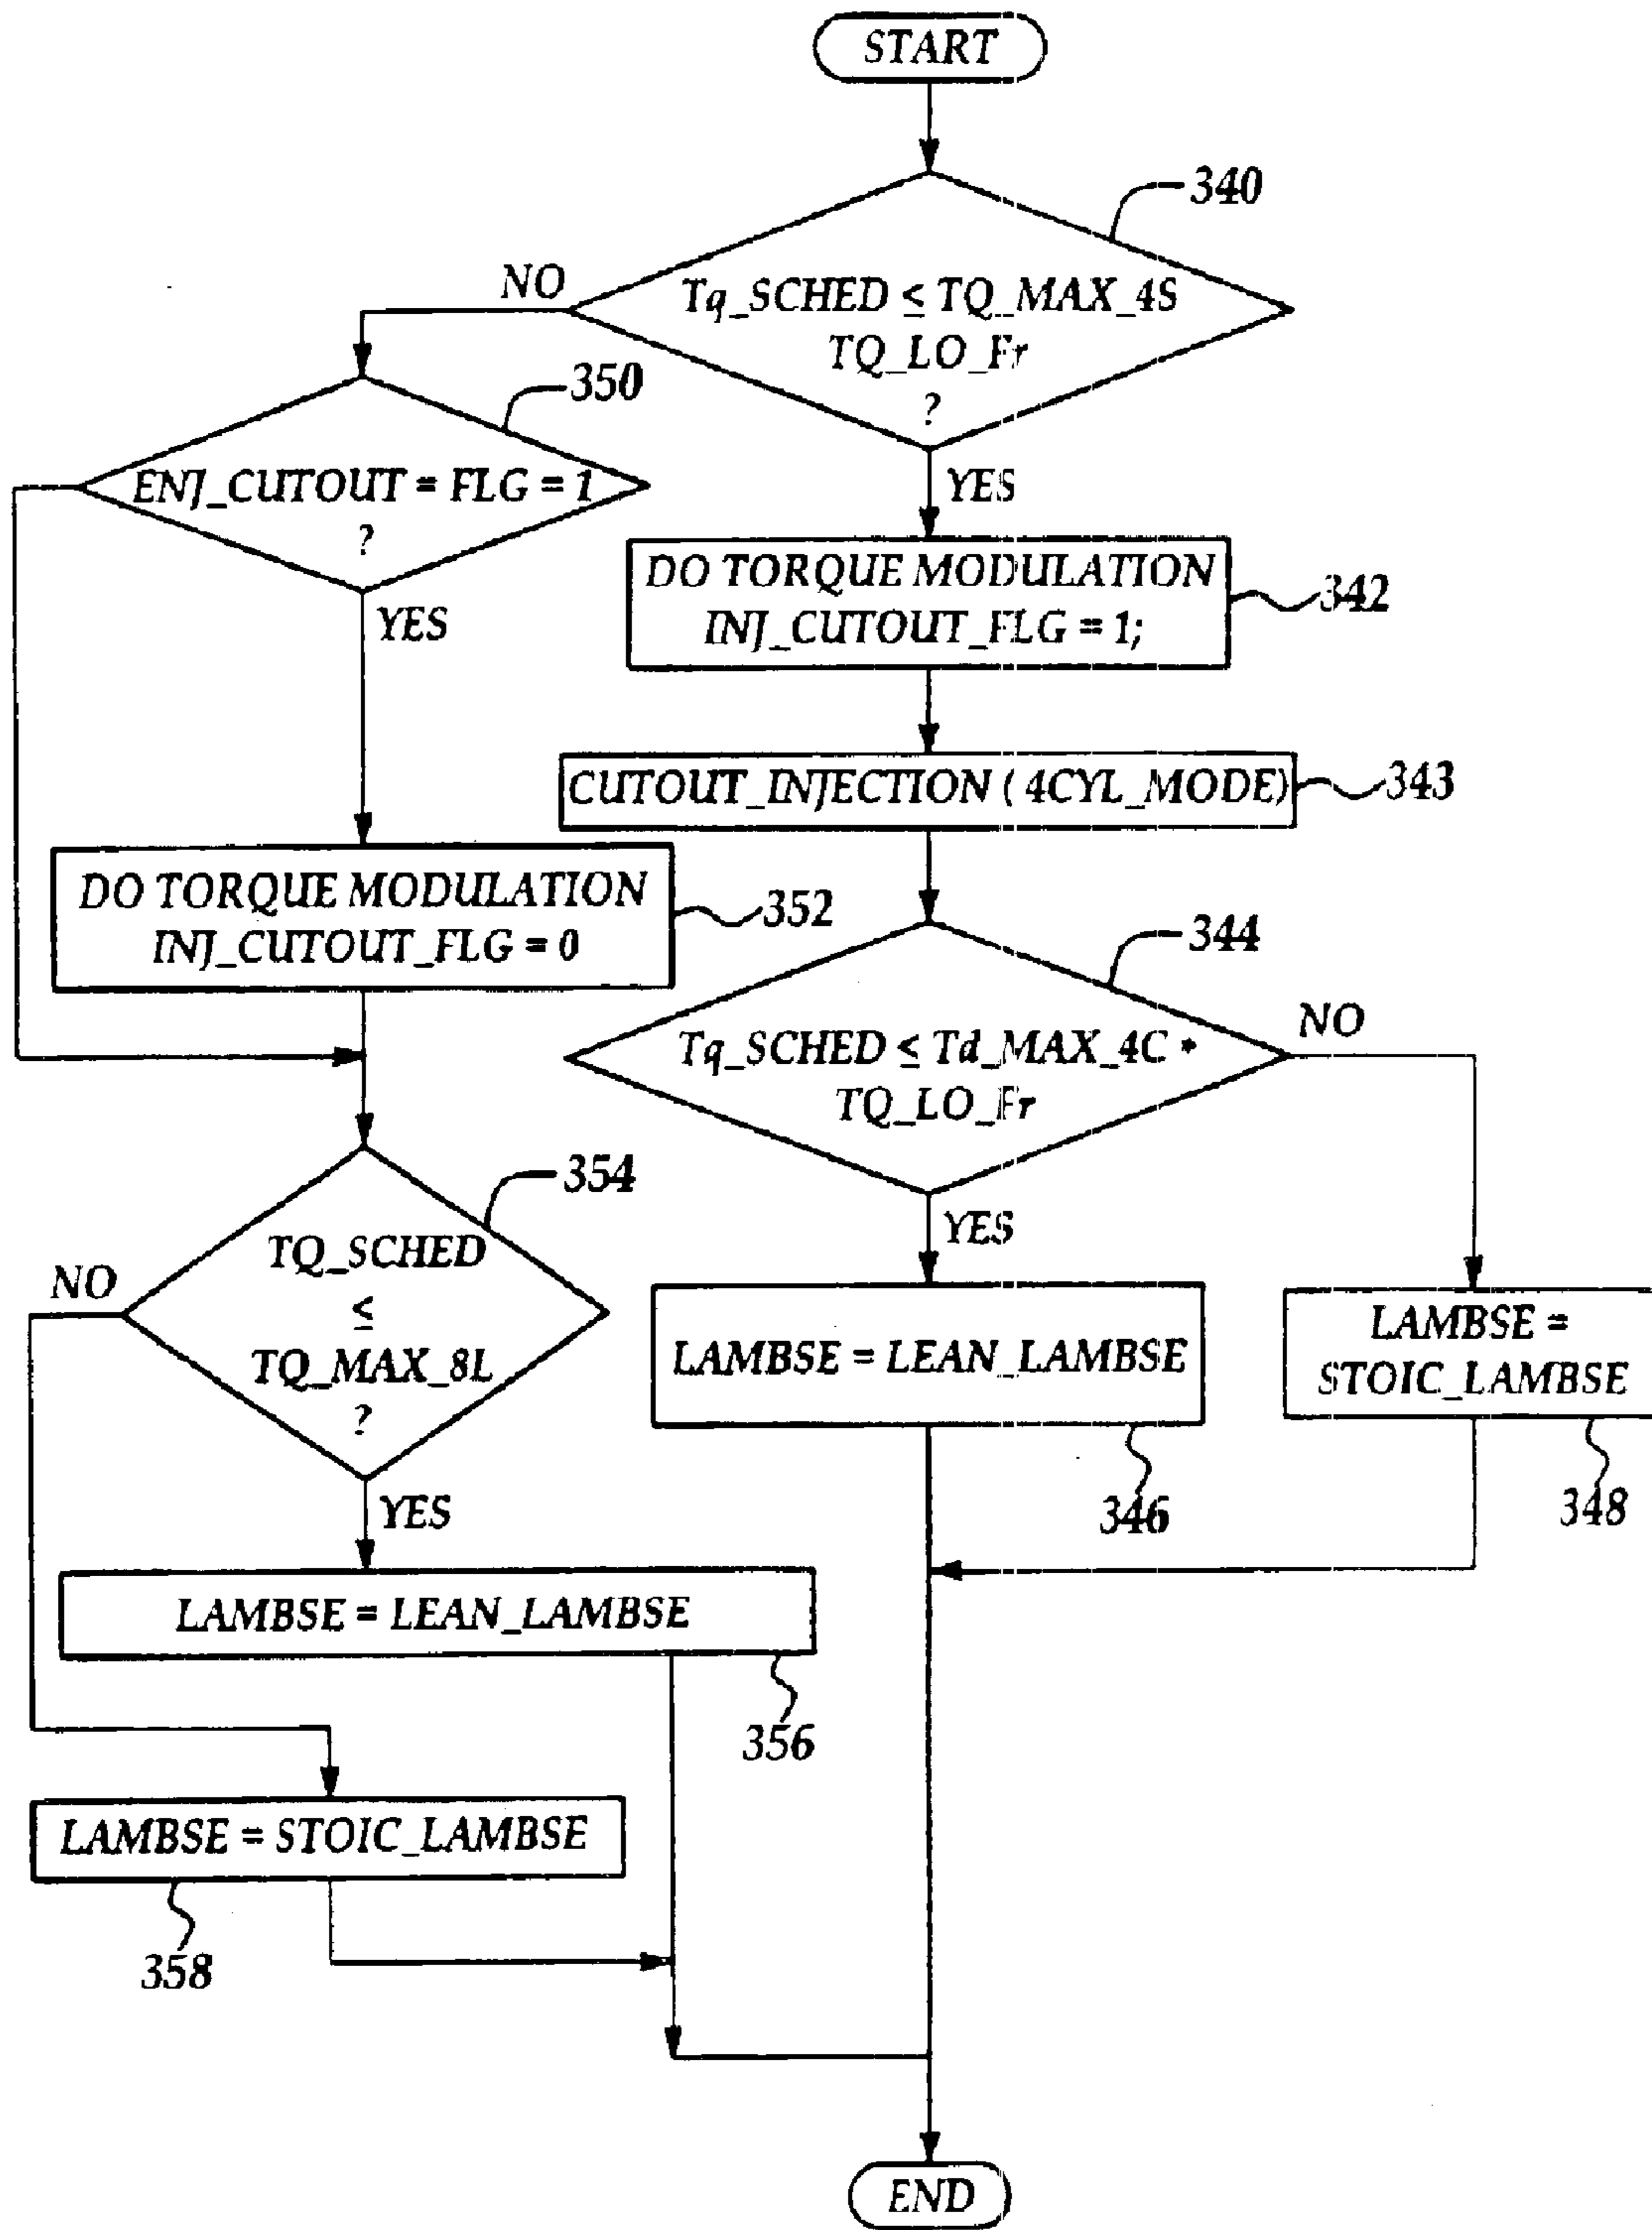 START
340
Tq_SCHED ≤ TQ_MAX_4S
TQ_LO_Fr
?
NO
YES
350
ENJ_CUTOUT = FLG = 1
?
YES
DO TORQUE MODULATION
INJ_CUTOUT_FLG = 1;
342
CUTOUT_INJECTION ( 4CYL_MODE)
343
DO TORQUE MODULATION
INJ_CUTOUT_FLG = 0
352
344
Tq_SCHED ≤ Td_MAX_4C *
TQ_LO_Fr
NO
YES
354
TQ_SCHED
≤
TQ_MAX_8L
?
NO
YES
LAMBSE = LEAN_LAMBSE
346
LAMBSE =
STOIC_LAMBSE
348
LAMBSE = LEAN_LAMBSE
356
LAMBSE = STOIC_LAMBSE
358
END